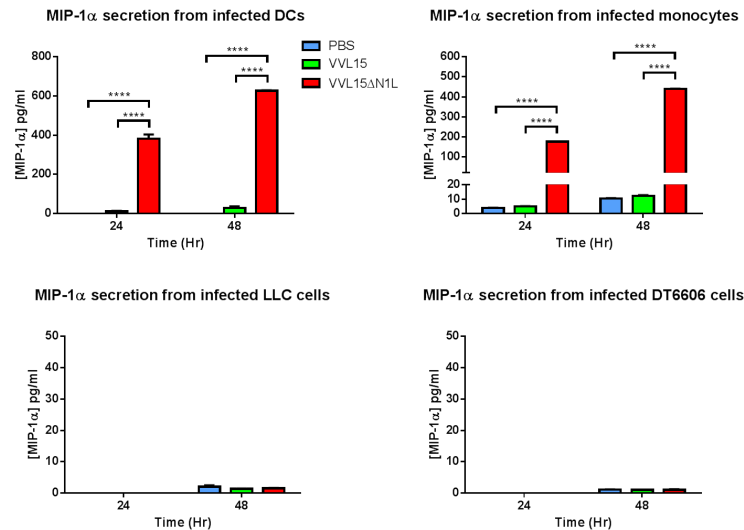 MIP-1α secretion from infected DCs
800
600
400
200
0
[MIP-1α] pg/ml
****
****
****
****
24
48
Time (Hr)
PBS
VVL15
VVL15ΔN1L
MIP-1α secretion from infected monocytes
600
500
400
300
200
100
20
10
0
[MIP-1α] pg/ml
****
****
****
****
24
48
Time (Hr)
MIP-1α secretion from infected LLC cells
50
40
30
20
10
0
[MIP-1α] pg/ml
24
48
Time (Hr)
MIP-1α secretion from infected DT6606 cells
50
40
30
20
10
0
[MIP-1α] pg/ml
24
48
Time (Hr)